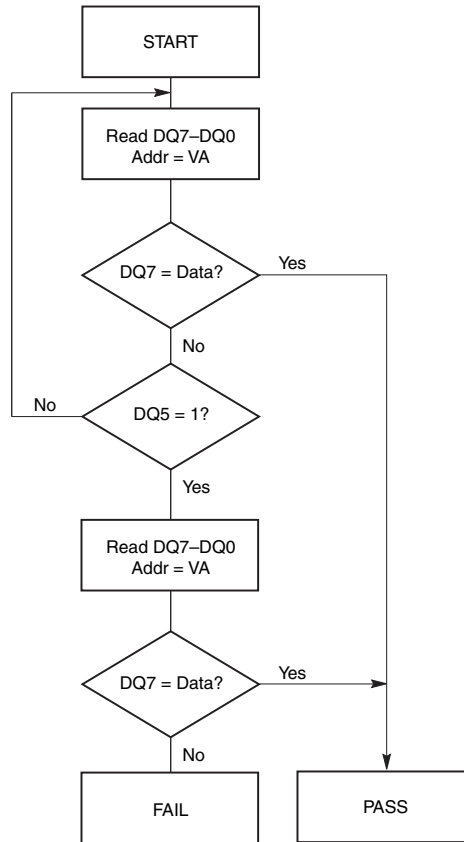 START
Read DQ7–DQ0
Addr = VA
DQ7 = Data?
Yes
No
No
DQ5 = 1?
Yes
Read DQ7–DQ0
Addr = VA
DQ7 = Data?
Yes
No
FAIL
PASS